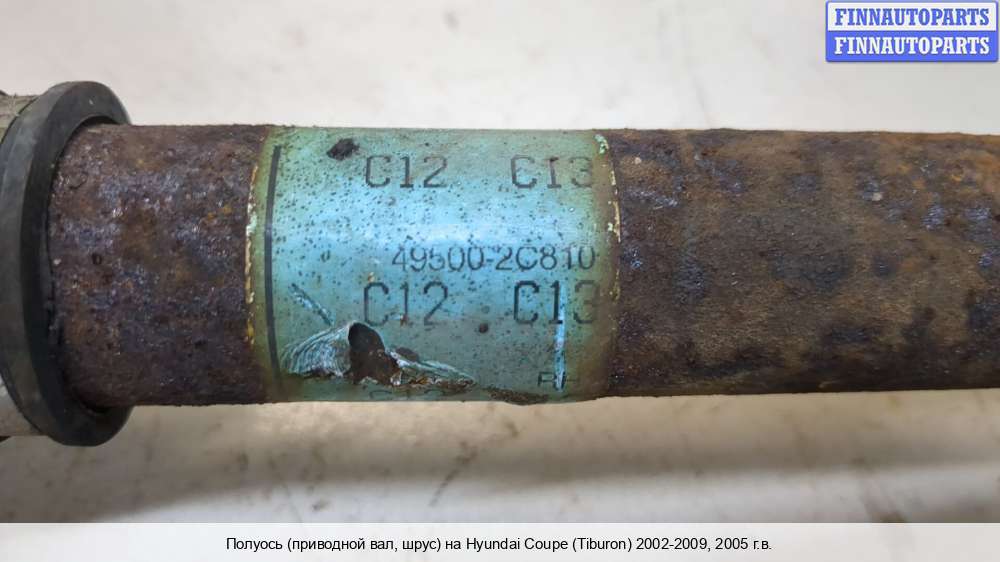 FINNAUTOPARTS
FINNAUTOPARTS
C12 C13
49500-2C810
C12 C13
Полуось (приводной вал, шрус) на Hyundai Coupe (Tiburon) 2002-2009, 2005 г.в.